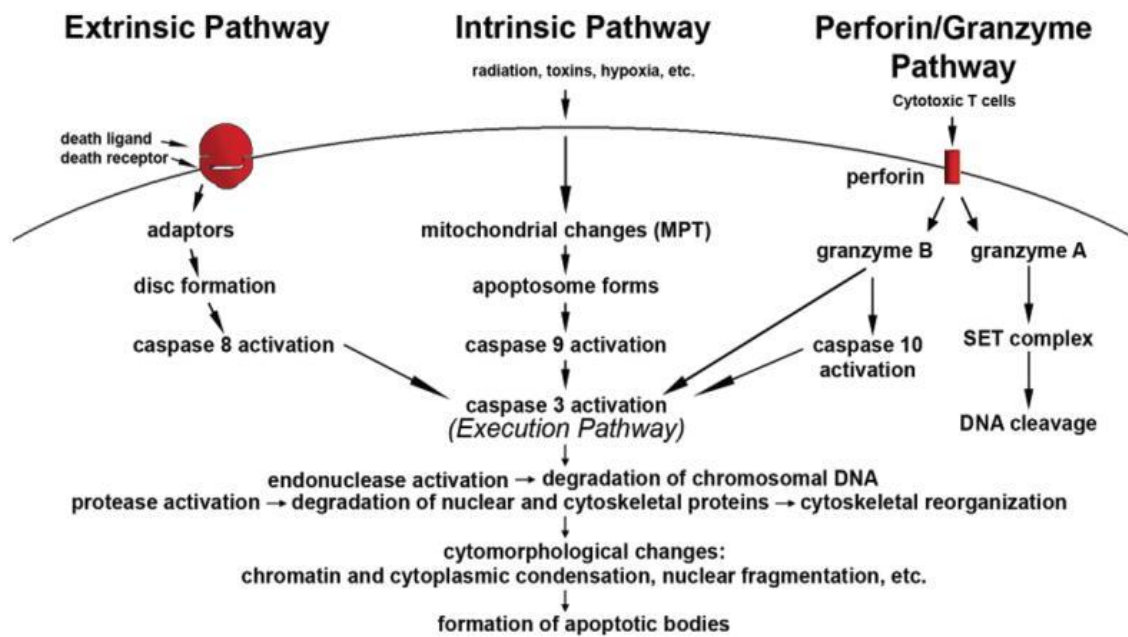 Extrinsic Pathway
Intrinsic Pathway
Perforin/Granzyme
Pathway
radiation, toxins, hypoxia, etc.
Cytotoxic T cells
death ligand
death receptor
perforin
adaptors
mitochondrial changes (MPT)
granzyme B
granzyme A
disc formation
apoptosome forms
caspase 8 activation
caspase 9 activation
caspase 10
activation
SET complex
caspase 3 activation
(Execution Pathway)
DNA cleavage
endonuclease activation → degradation of chromosomal DNA
protease activation → degradation of nuclear and cytoskeletal proteins → cytoskeletal reorganization
cytomorphological changes:
chromatin and cytoplasmic condensation, nuclear fragmentation, etc.
formation of apoptotic bodies